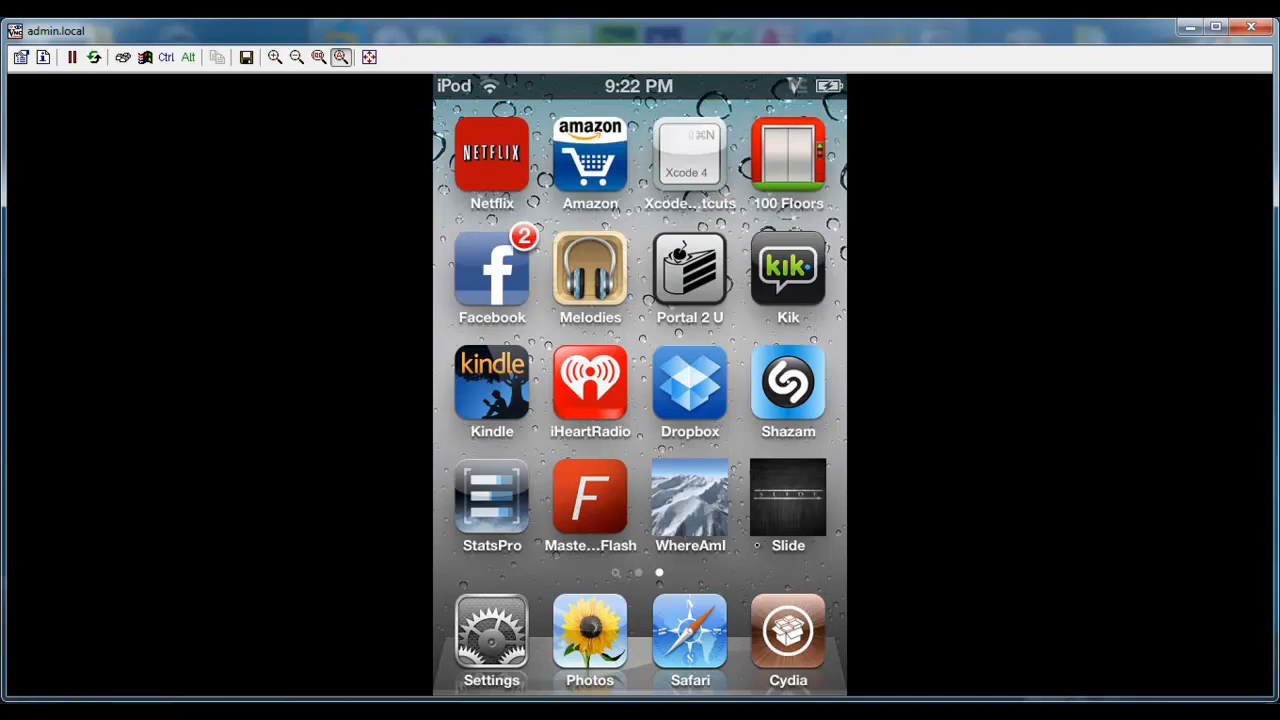 admin.local
Ctrl Alt
iPod 9:22 PM
NETFLIX amazon ⇧⌘N
Xcode 4
Netflix Amazon Xcode...tcuts 100 Floors
2
f kik
Facebook Melodies Portal 2 U Kik
kindle
Kindle iHeartRadio Dropbox Shazam
F SLIDE
StatsPro Maste...Flash WhereAmI Slide
N
S
Settings Photos Safari Cydia